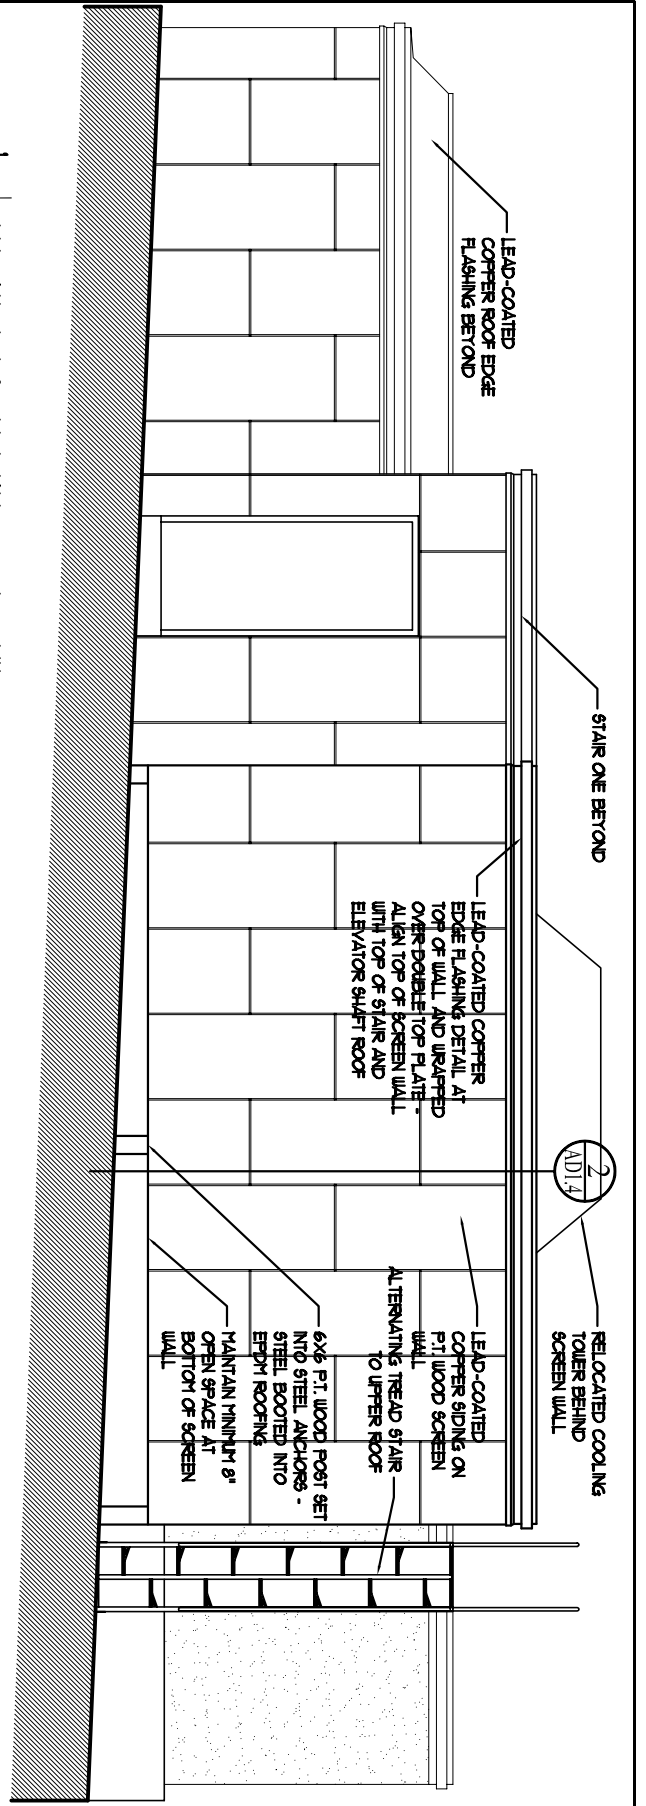 LEAD-COATED
COPPER ROOF EDGE
FLASHING BEYOND
STAIR ONE BEYOND
LEAD-COATED COPPER
EDGE FLASHING DETAIL AT
TOP OF WALL AND WRAPPED
OVER DOUBLE TOP PLATE -
ALIGN TOP OF SCREEN WALL
WITH TOP OF STAIR AND
ELEVATOR SHAFT ROOF
2
AD1.4
RELOCATED COOLING
TOWER BEHIND
SCREEN WALL
LEAD-COATED
COPPER SIDING ON
P.T. WOOD SCREEN
WALL
ALTERNATING TREAD STAIR
TO UPPER ROOF
6X6 P.T. WOOD POST SET
INTO STEEL ANCHORS -
STEEL BOOTED INTO
EPDM ROOFING
MAINTAIN MINIMUM 8"
OPEN SPACE AT
BOTTOM OF SCREEN
WALL